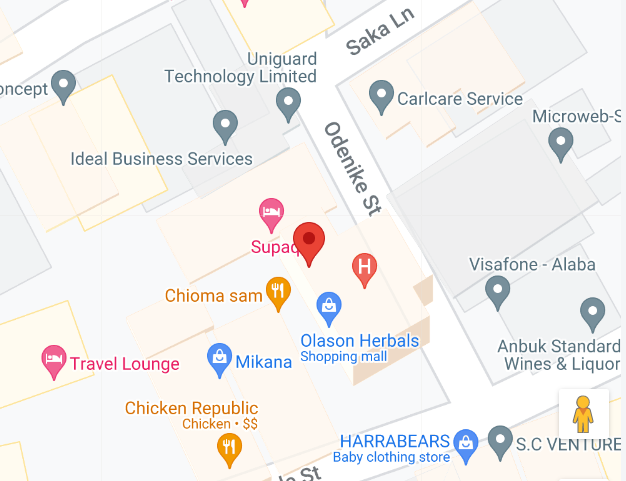 Saka Ln
Uniguard
Technology Limited
oncept
Carlcare Service
Microweb-S
Odenike St
Ideal Business Services
H
Supaq
Visafone - Alaba
Chioma sam
Olason Herbals
Shopping mall
Anbuk Standard
Wines & Liquor
Travel Lounge
Mikana
Chicken Republic
Chicken • $$
HARRABEARS
Baby clothing store
S.C VENTURE
St